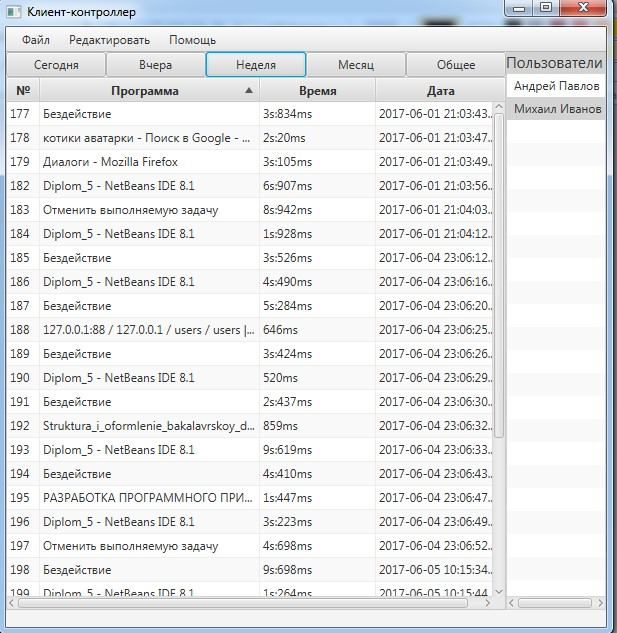 Клиент-контроллер
Файл Редактировать Помощь
Сегодня Вчера Неделя Месяц Общее Пользователи
№ Программа Время Дата Андрей Павлов
177 Бездействие 3s:834ms 2017-06-01 21:03:43.. Михаил Иванов
178 котики аватарки - Поиск в Google - ... 2s:20ms 2017-06-01 21:03:47..
179 Диалоги - Mozilla Firefox 3s:105ms 2017-06-01 21:03:49..
182 Diplom_5 - NetBeans IDE 8.1 6s:907ms 2017-06-01 21:03:56..
183 Отменить выполняемую задачу 8s:942ms 2017-06-01 21:04:03..
184 Diplom_5 - NetBeans IDE 8.1 1s:928ms 2017-06-01 21:04:12..
185 Бездействие 3s:526ms 2017-06-04 23:06:12..
186 Diplom_5 - NetBeans IDE 8.1 4s:490ms 2017-06-04 23:06:16..
187 Бездействие 5s:284ms 2017-06-04 23:06:20..
188 127.0.0.1:88 / 127.0.0.1 / users / users |... 646ms 2017-06-04 23:06:25..
189 Бездействие 3s:424ms 2017-06-04 23:06:26..
190 Diplom_5 - NetBeans IDE 8.1 520ms 2017-06-04 23:06:29..
191 Бездействие 2s:437ms 2017-06-04 23:06:30..
192 Struktura_i_oformlenie_bakalavrskoy_d... 859ms 2017-06-04 23:06:32..
193 Diplom_5 - NetBeans IDE 8.1 9s:619ms 2017-06-04 23:06:33..
194 Бездействие 4s:410ms 2017-06-04 23:06:43..
195 РАЗРАБОТКА ПРОГРАММНОГО ПРИ... 1s:447ms 2017-06-04 23:06:47..
196 Diplom_5 - NetBeans IDE 8.1 3s:223ms 2017-06-04 23:06:49..
197 Отменить выполняемую задачу 4s:698ms 2017-06-04 23:06:52..
198 Бездействие 9s:698ms 2017-06-05 10:15:34..
199 Diplom_5 - NetBeans IDE 8.1 1s:264ms 2017-06-05 10:15:44..